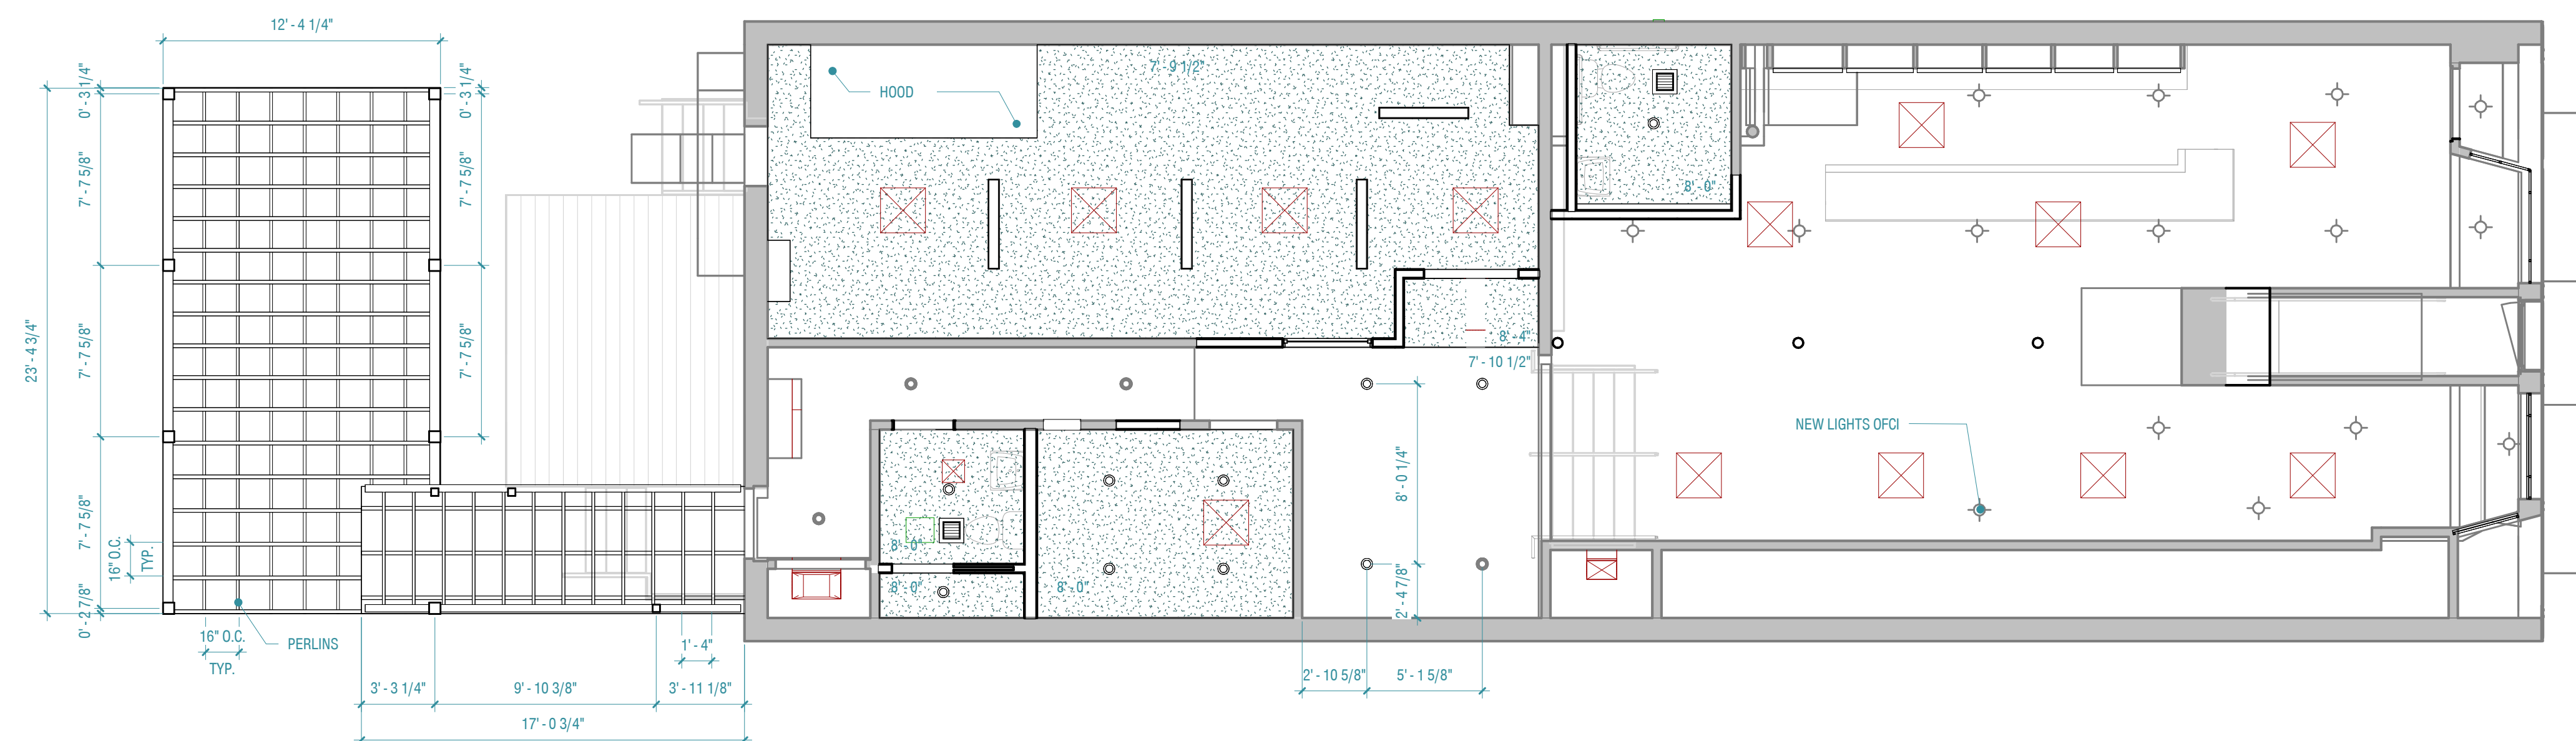 12' - 4 1/4"
0' - 3 1/4"
0' - 3 1/4"
7' - 9 1/2"
HOOD
7' - 7 5/8"
7' - 7 5/8"
8' - 0"
23' - 4 3/4"
7' - 7 5/8"
7' - 7 5/8"
8' - 4"
7' - 10 1/2"
NEW LIGHTS OFCI
8' - 0 1/4"
7' - 7 5/8"
16" O.C.
TYP.
8' - 0"
8' - 0"
8' - 0"
2' - 4 7/8"
0' - 2 7/8"
16" O.C.
TYP.
PERLINS
1' - 4"
3' - 3 1/4"
9' - 10 3/8"
3' - 11 1/8"
2' - 10 5/8"
5' - 1 5/8"
17' - 0 3/4"